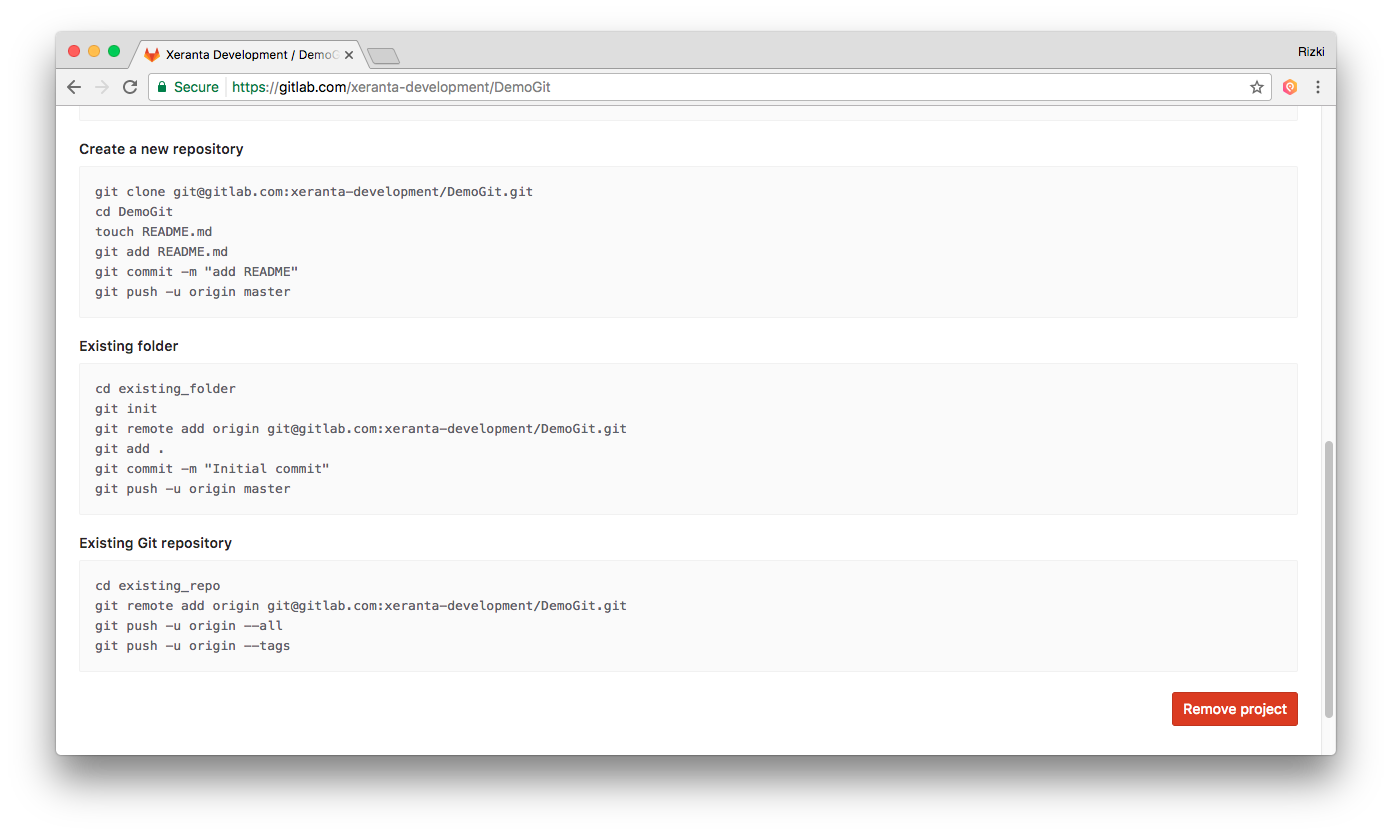 Xeranta Development / DemoG
Rizki
Secure https://gitlab.com/xeranta-development/DemoGit
Create a new repository
git clone git@gitlab.com:xeranta-development/DemoGit.git
cd DemoGit
touch README.md
git add README.md
git commit -m "add README"
git push -u origin master
Existing folder
cd existing_folder
git init
git remote add origin git@gitlab.com:xeranta-development/DemoGit.git
git add .
git commit -m "Initial commit"
git push -u origin master
Existing Git repository
cd existing_repo
git remote add origin git@gitlab.com:xeranta-development/DemoGit.git
git push -u origin --all
git push -u origin --tags
Remove project